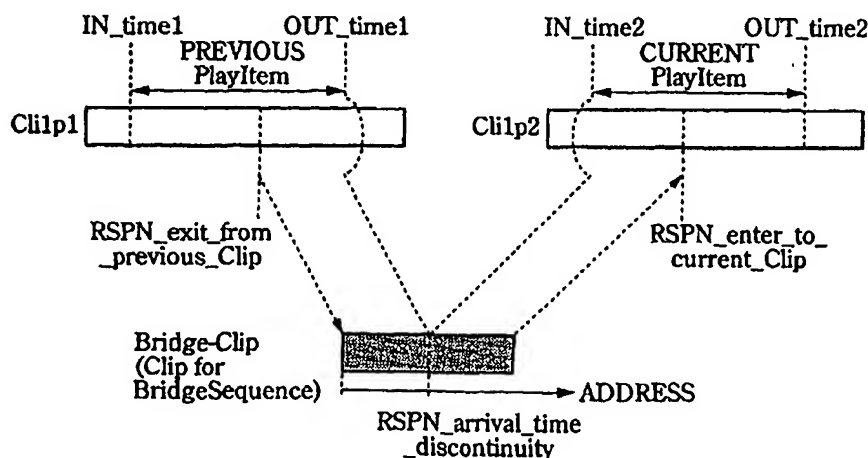 IN_time1
OUT_time1
IN_time2
OUT_time2
PREVIOUS
PlayItem
CURRENT
PlayItem
Cli1p1
Cli1p2
RSPN_exit_from
_previous_Clip
RSPN_enter_to_
current_Clip
Bridge-Clip
(Clip for
BridgeSequence)
ADDRESS
RSPN_arrival_time
_discontinuity